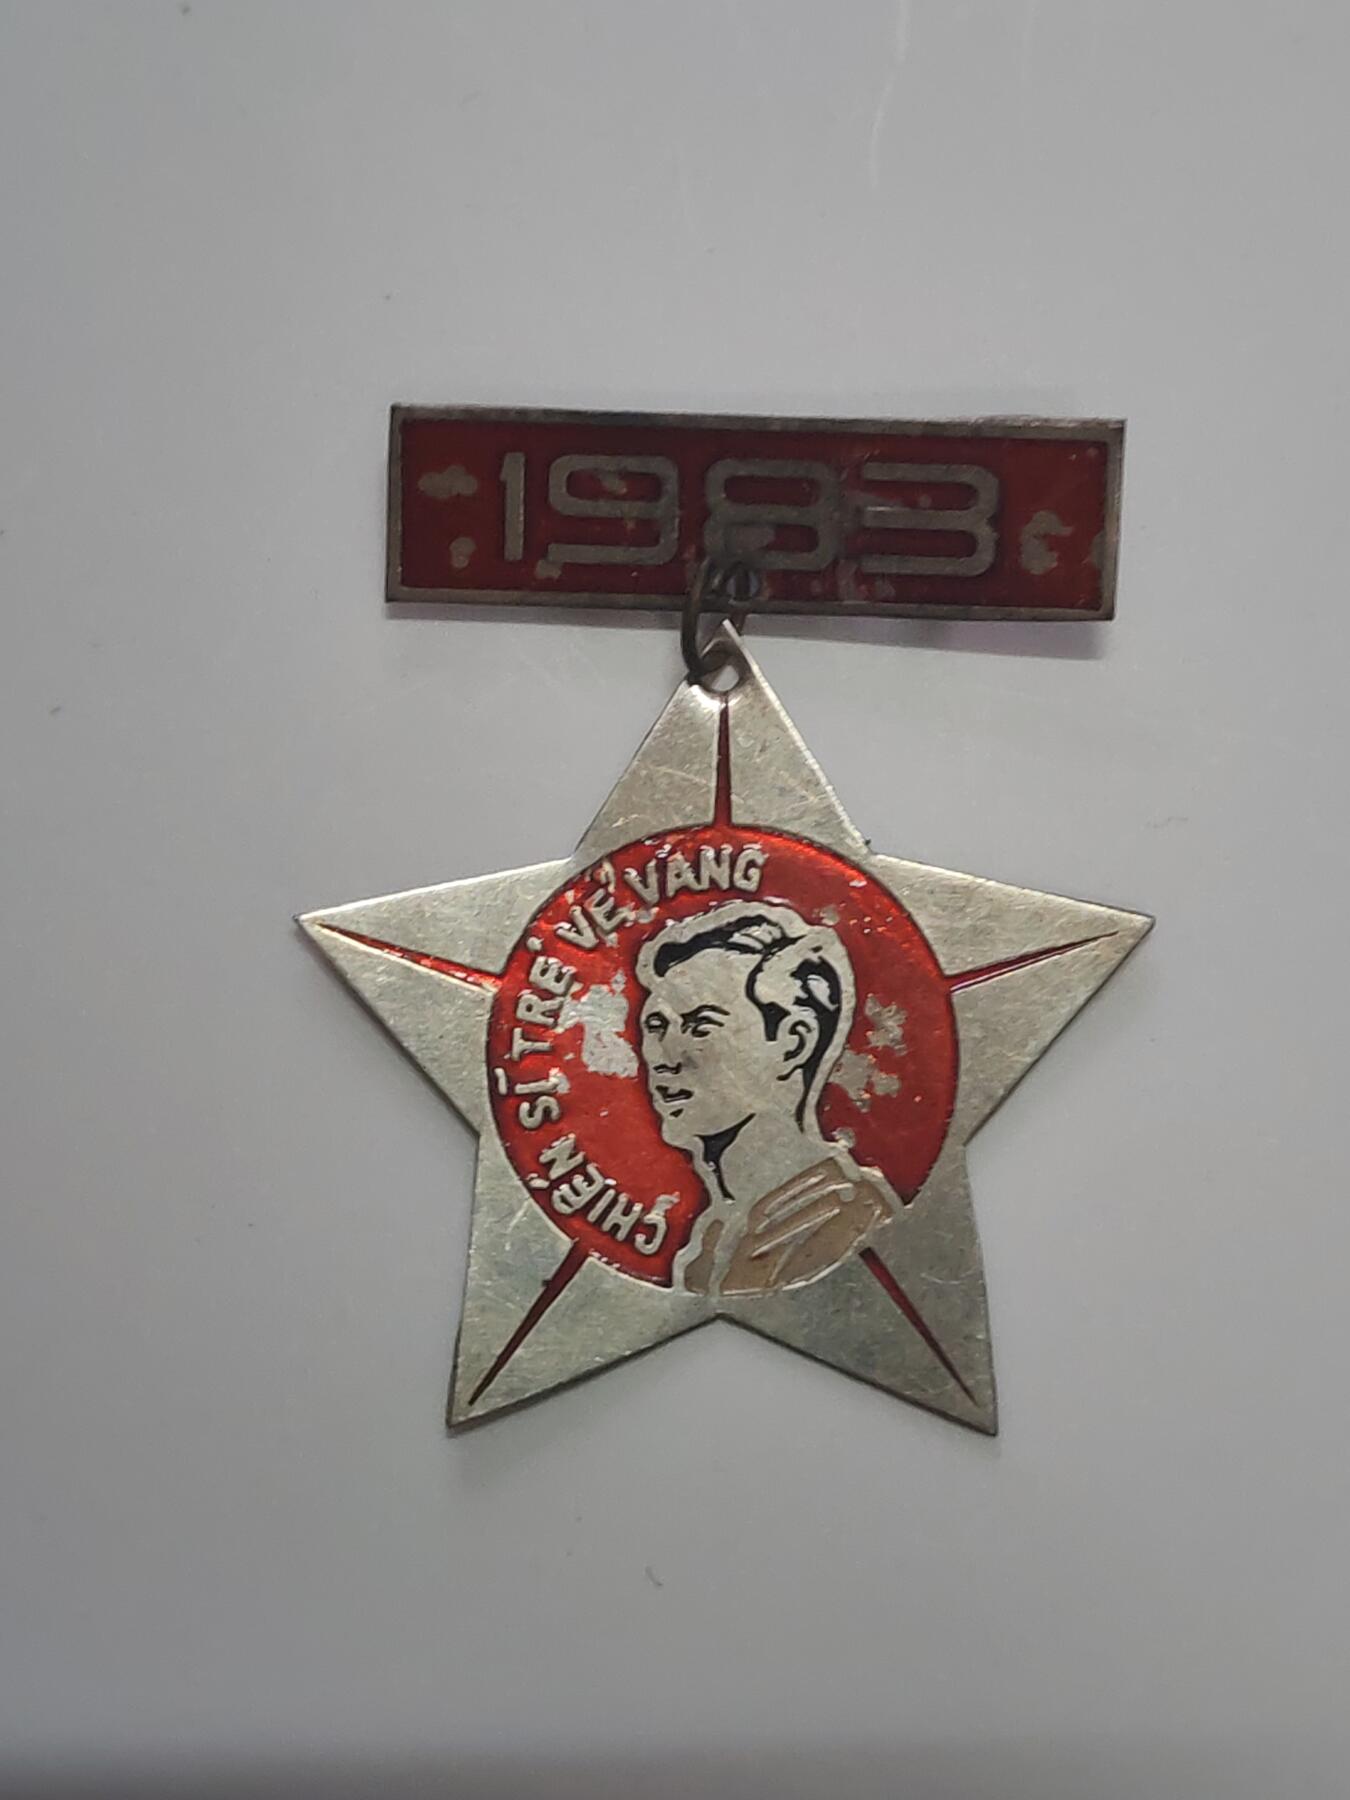 1983
CHIẾN SĨ TRẺ VẺ VANG